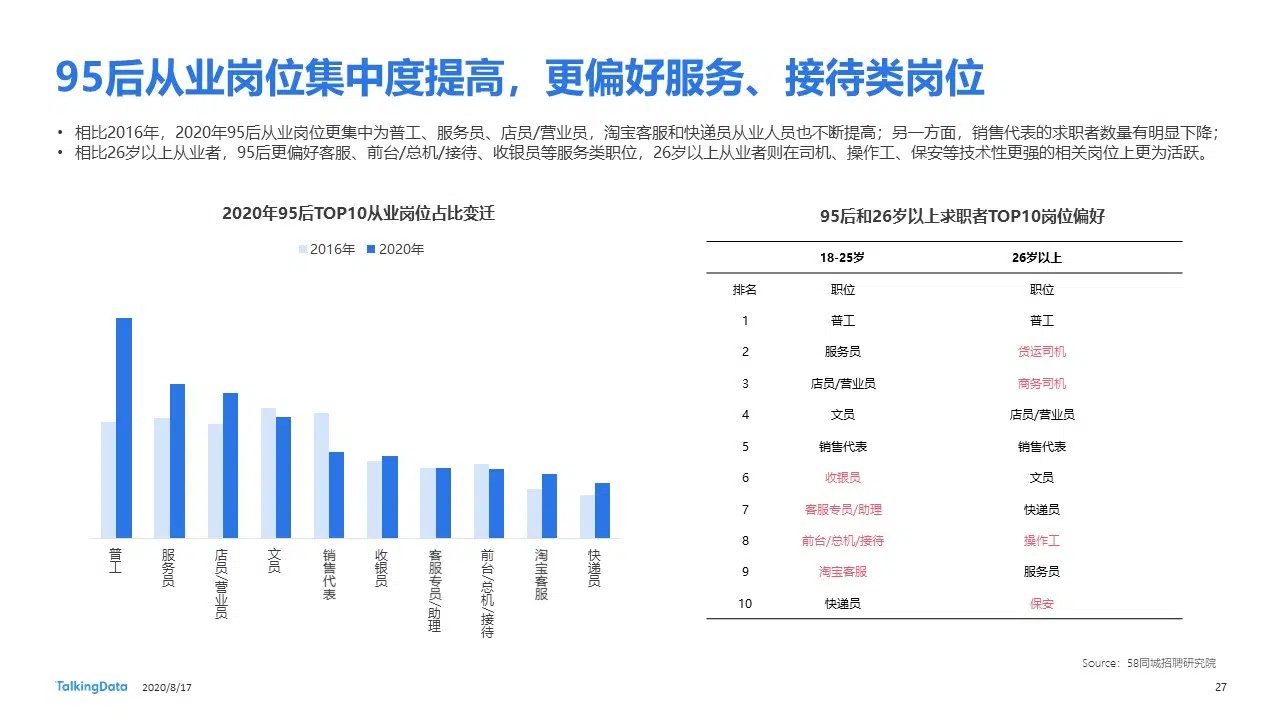 95后从业岗位集中度提高，更偏好服务、接待类岗位
• 相比2016年，2020年95后从业岗位更集中为普工、服务员、店员/营业员，淘宝客服和快递员从业人员也不断提高；另一方面，销售代表的求职者数量有明显下降；
• 相比26岁以上从业者，95后更偏好客服、前台/总机/接待、收银员等服务类职位，26岁以上从业者则在司机、操作工、保安等技术性更强的相关岗位上更为活跃。
2020年95后TOP10从业岗位占比变迁
2016年 2020年
普工
服务员
店员/营业员
文员
销售代表
收银员
客服专员/助理
前台/总机/接待
淘宝客服
快递员
95后和26岁以上求职者TOP10岗位偏好
18-25岁 26岁以上
排名 职位 职位
1 普工 普工
2 服务员 货运司机
3 店员/营业员 商务司机
4 文员 店员/营业员
5 销售代表 销售代表
6 收银员 文员
7 客服专员/助理 快递员
8 前台/总机/接待 操作工
9 淘宝客服 服务员
10 快递员 保安
Source：58同城招聘研究院
TalkingData 2020/8/17
27